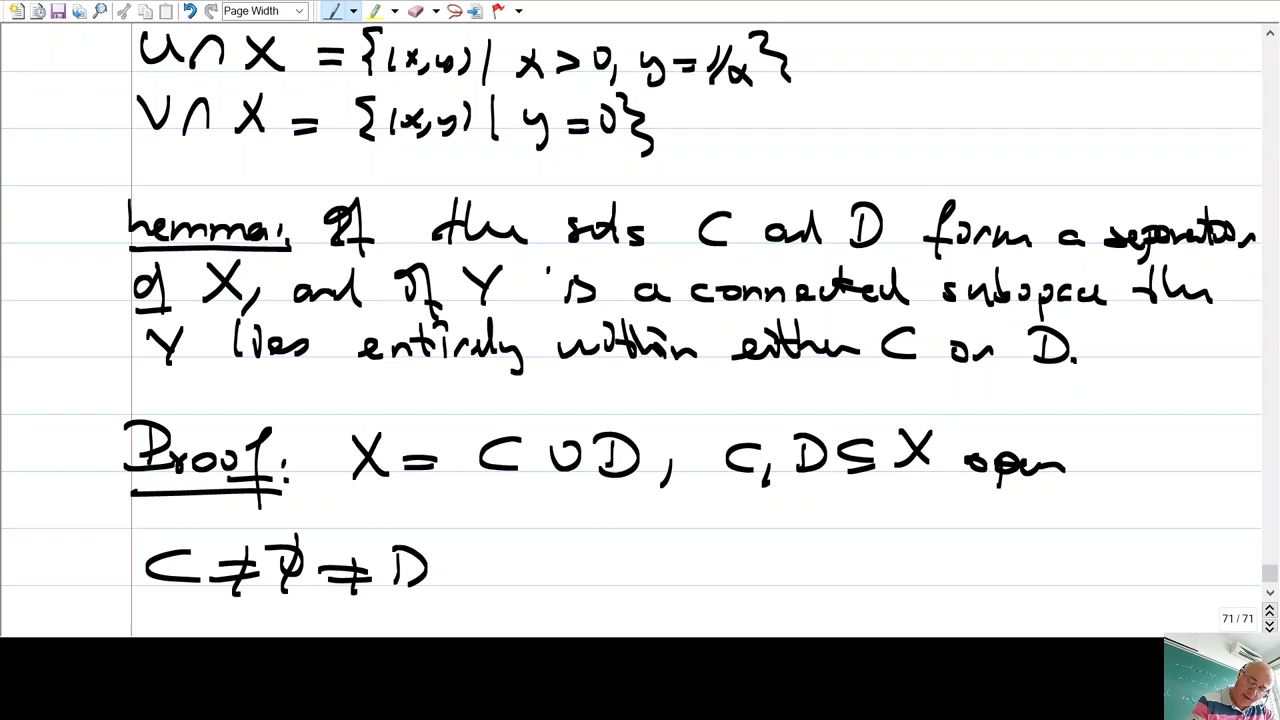 Page Width
U∩X = {(x,y) | x > 0, y = 1/x}
V∩X = {(x,y) | y = 0}
Lemma: If the sets C and D form a separation
of X, and if Y is a connected subspace the
Y lies entirely within either C or D.
Proof: X = C ∪ D, C, D ⊆ X open
C ≠ ∅ ≠ D
71 / 71